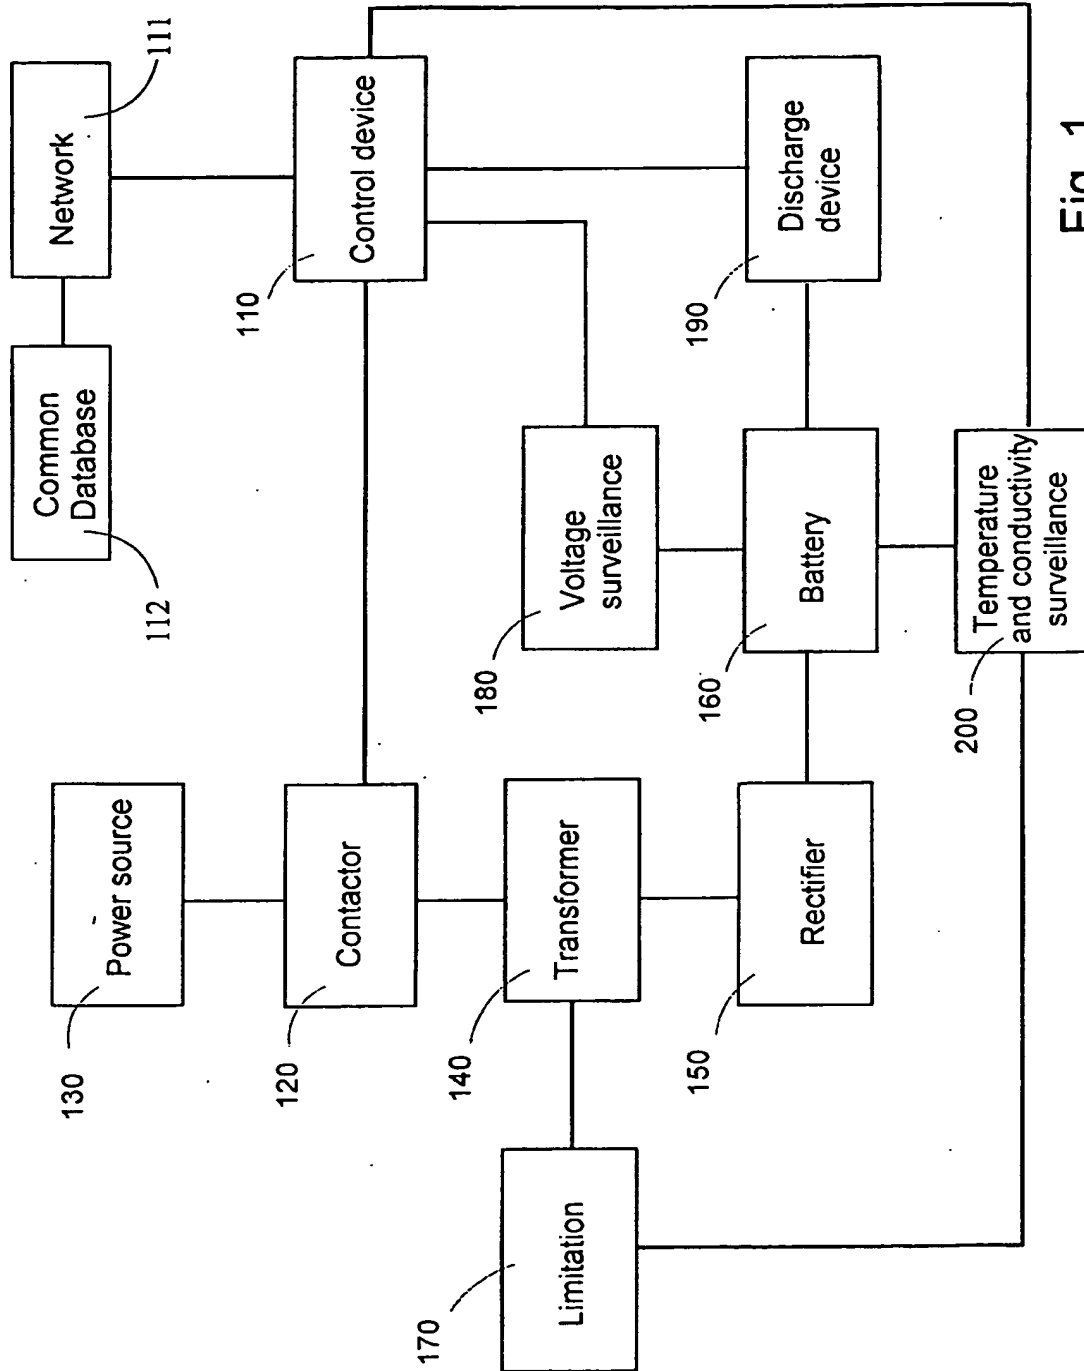 Common
Database
112
Network
111
130
Power source
120
Contactor
110
Control device
170
Limitation
140
Transformer
180
Voltage
surveillance
150
Rectifier
160
Battery
190
Discharge
device
200
Temperature
and conductivity
surveillance
Fig. 1